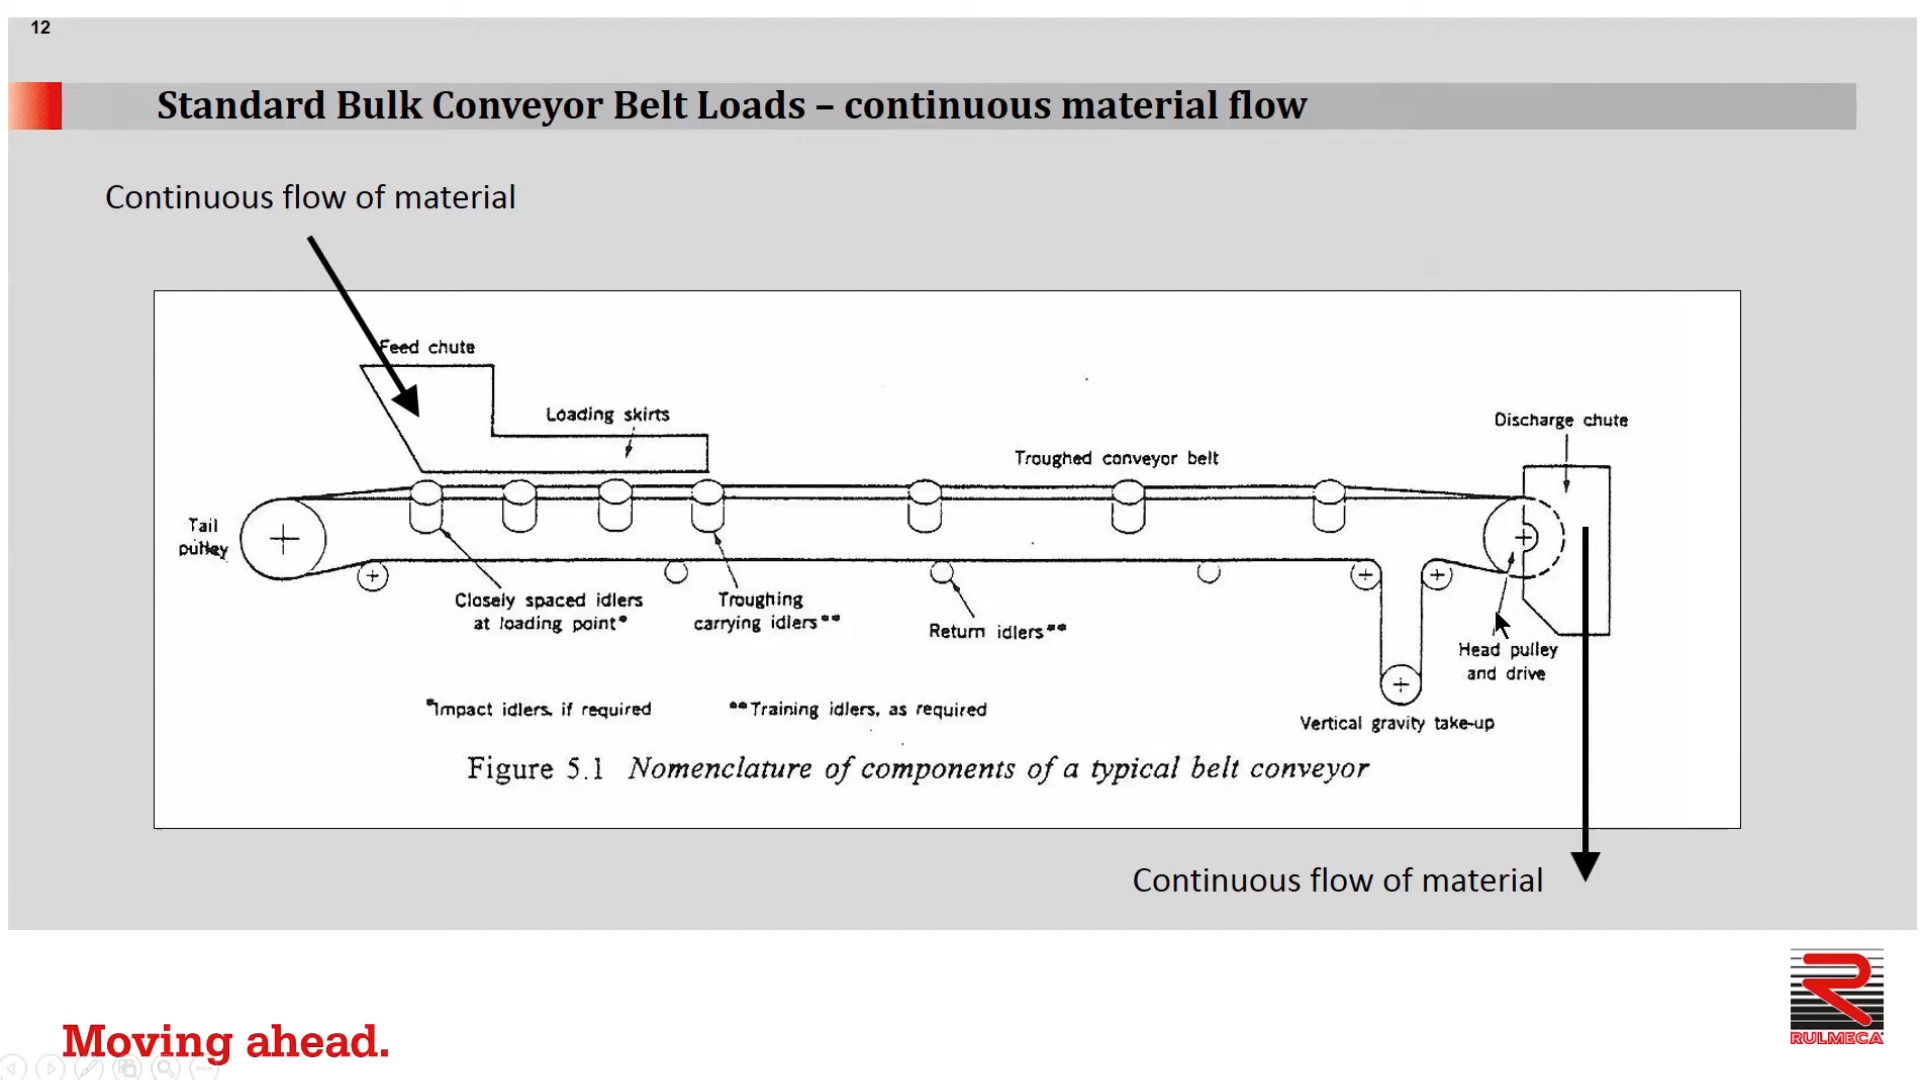 12
Standard Bulk Conveyor Belt Loads – continuous material flow
Continuous flow of material
Feed chute
Loading skirts
Discharge chute
Troughed conveyor belt
Tail
pulley
Closely spaced idlers
at loading point*
Troughing
carrying idlers**
Return idlers**
Head pulley
and drive
*Impact idlers, if required
**Training idlers, as required
Vertical gravity take-up
Figure 5.1 Nomenclature of components of a typical belt conveyor
Continuous flow of material
RULMECA
Moving ahead.